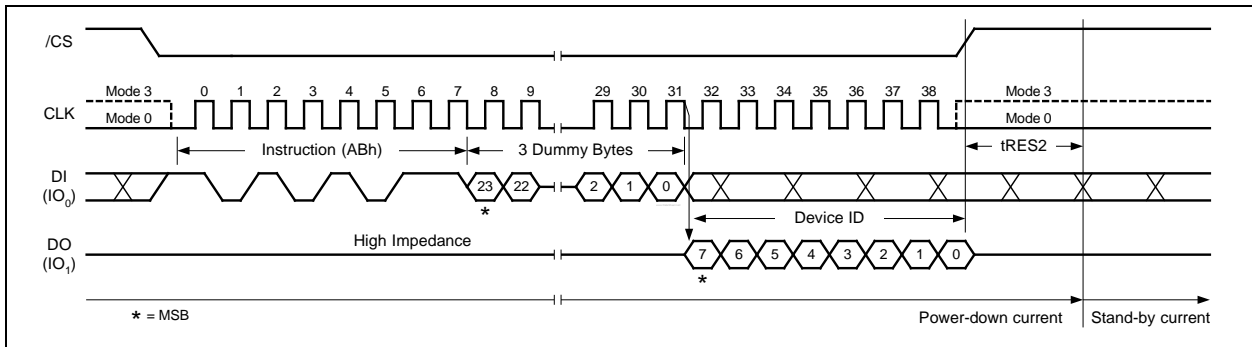 /CS
Mode 3 0 1 2 3 4 5 6 7 8 9 29 30 31 32 33 34 35 36 37 38 Mode 3
CLK
Mode 0 Mode 0
Instruction (ABh) 3 Dummy Bytes tRES2
DI
(IO0)
23 22 2 1 0
*
Device ID
High Impedance
DO
(IO1)
7 6 5 4 3 2 1 0
*
* = MSB
Power-down current Stand-by current